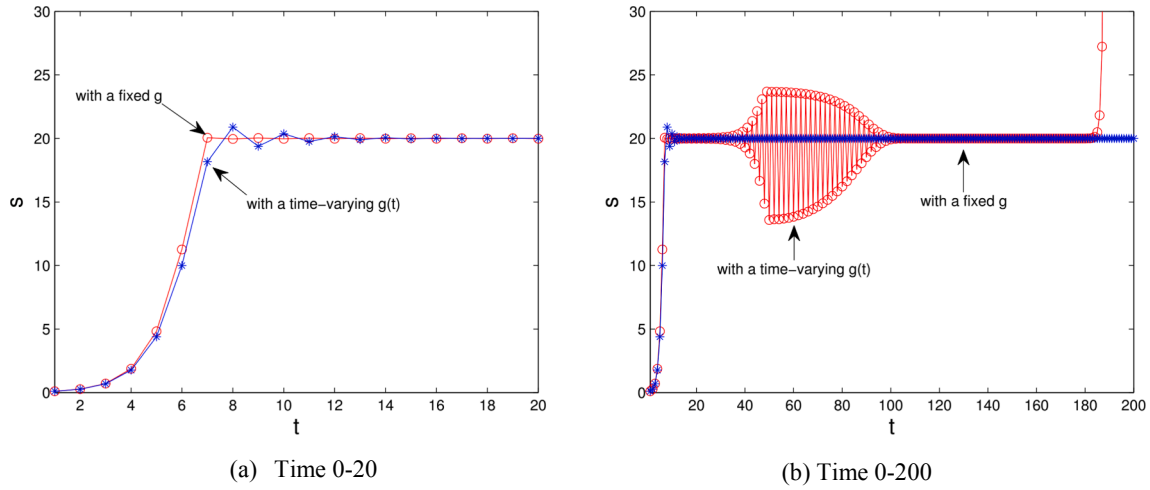 30
25
20
15
10
5
0
s
2 4 6 8 10 12 14 16 18 20
t
with a fixed g
with a time-varying g(t)
(a) Time 0-20
30
25
20
15
10
5
0
s
20 40 60 80 100 120 140 160 180 200
t
with a fixed g
with a time-varying g(t)
(b) Time 0-200